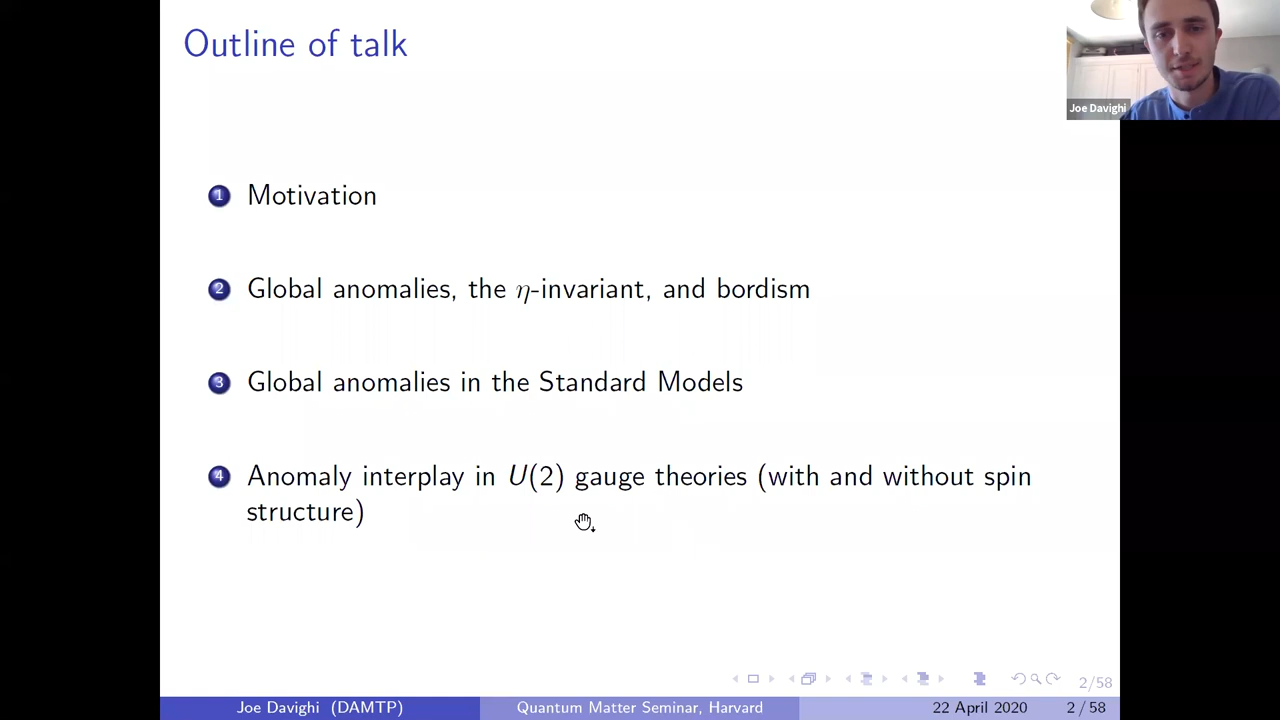 Outline of talk
Joe Davighi
1 Motivation
2 Global anomalies, the η-invariant, and bordism
3 Global anomalies in the Standard Models
4 Anomaly interplay in U(2) gauge theories (with and without spin
structure)
2/58
Joe Davighi (DAMTP) Quantum Matter Seminar, Harvard 22 April 2020 2 / 58